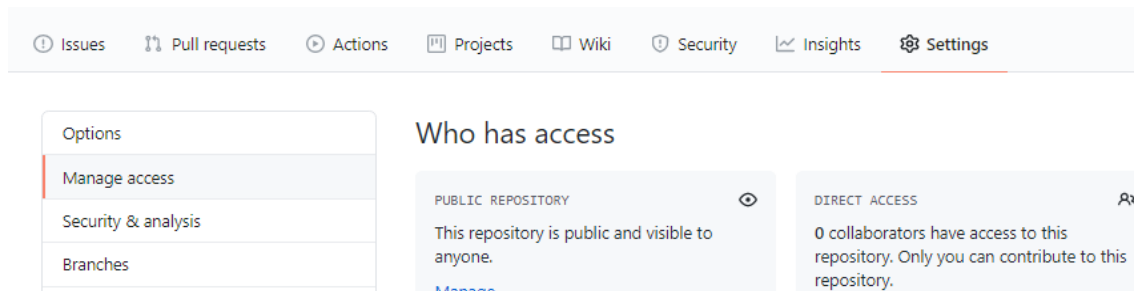 Issues Pull requests Actions Projects Wiki Security Insights Settings
Options
Manage access
Security & analysis
Branches
Who has access
PUBLIC REPOSITORY
This repository is public and visible to
anyone.
Manage
DIRECT ACCESS
0 collaborators have access to this
repository. Only you can contribute to this
repository.